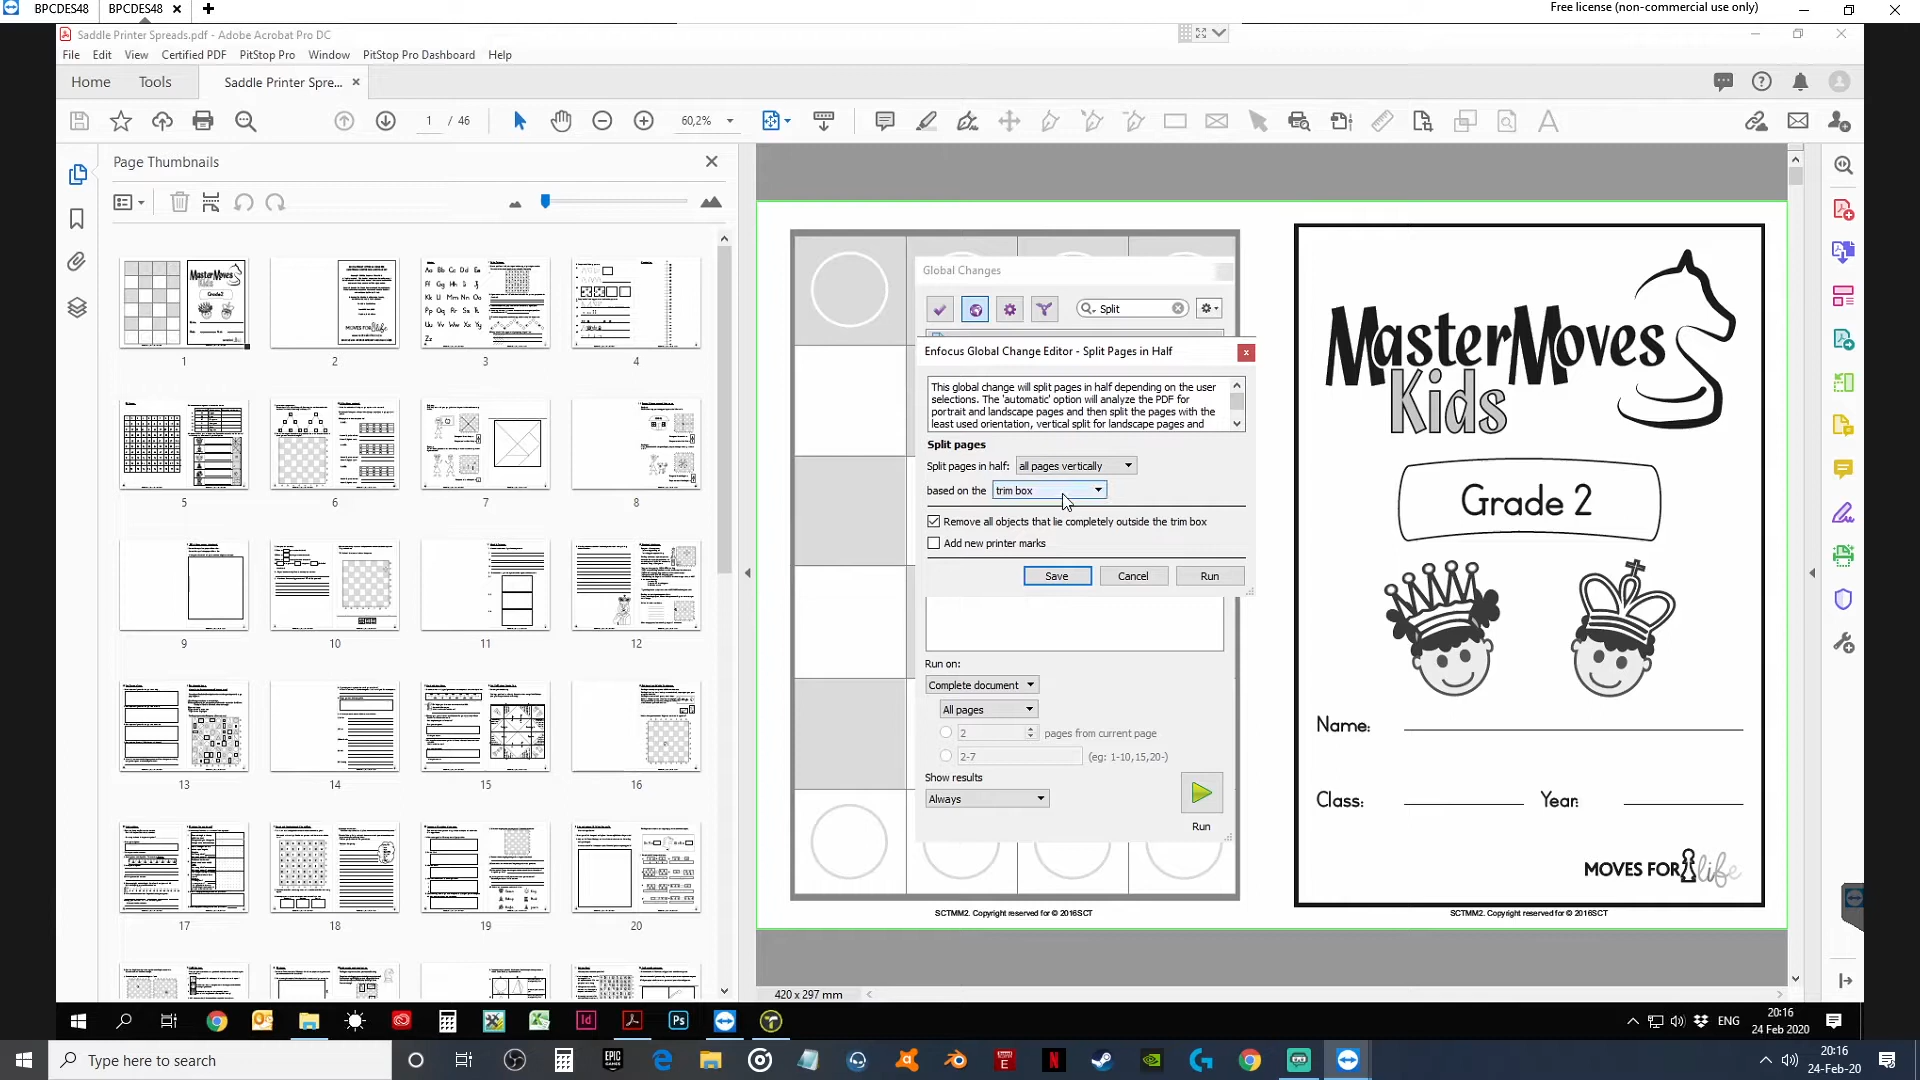 BPCDES48
BPCDES48
Free license (non-commercial use only)
Saddle Printer Spreads.pdf - Adobe Acrobat Pro DC
File Edit View Certified PDF PitStop Pro Window PitStop Pro Dashboard Help
Home Tools Saddle Printer Spre...
1 / 46 60,2%
Page Thumbnails
1 2 3 4
5 6 7 8
9 10 11 12
13 14 15 16
17 18 19 20
Global Changes
Split
Enfocus Global Change Editor - Split Pages in Half
This global change will split pages in half depending on the user
selections. The 'automatic' option will analyze the PDF for
portrait and landscape pages and then split the pages with the
least used orientation, vertical split for landscape pages and
Split pages
Split pages in half: all pages vertically
based on the trim box
Remove all objects that lie completely outside the trim box
Add new printer marks
Save Cancel Run
Run on:
Complete document
All pages
2 pages from current page
2-7 (eg: 1-10,15,20-)
Show results
Always
Run
MasterMoves
Kids
Grade 2
Name:
Class: Year:
MOVES FOR life
SCTMM2. Copyright reserved for © 2016SCT
SCTMM2. Copyright reserved for © 2016SCT
420 x 297 mm
ENG
20:16
24 Feb 2020
Type here to search
20:16
24-Feb-20